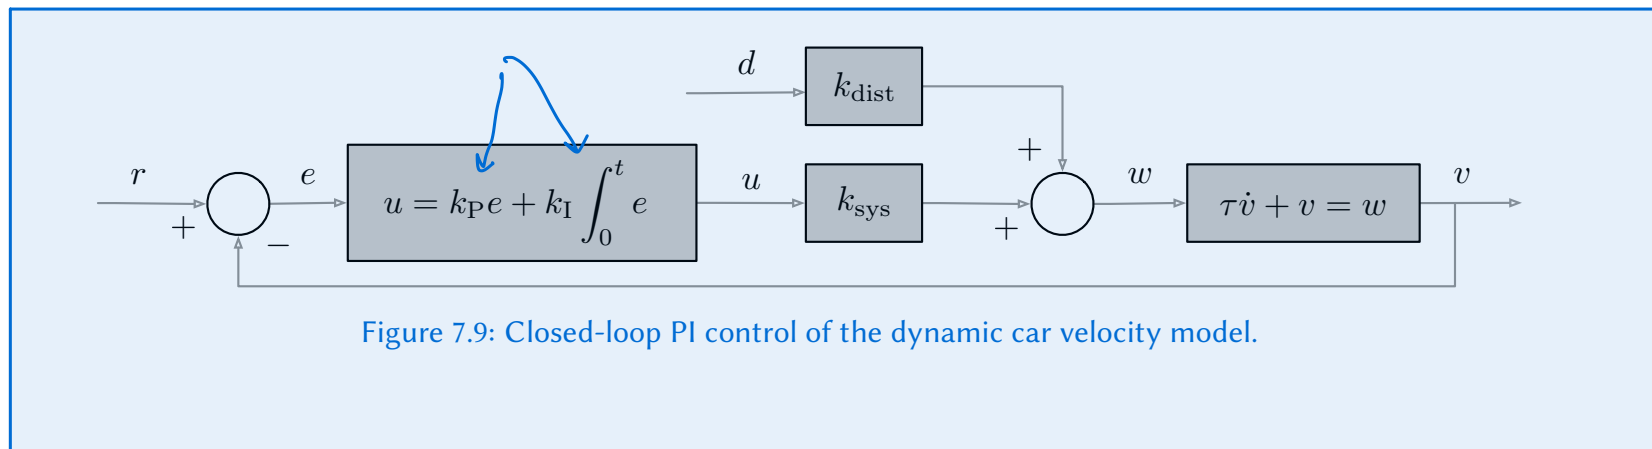 d
k_dist
r
e
u = k_P e + k_I ∫_0^t e
u
k_sys
+
w
τv̇ + v = w
v
+
−
+
Figure 7.9: Closed-loop PI control of the dynamic car velocity model.